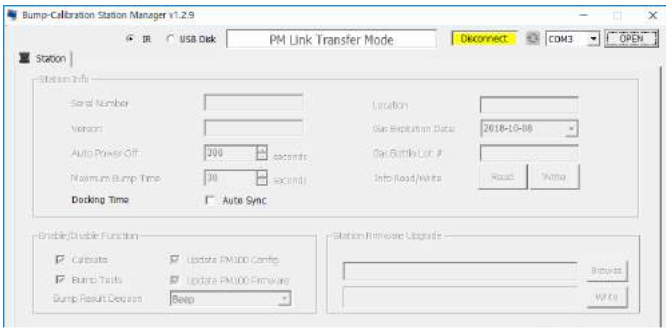 Bump-Calibration Station Manager v1.2.9
IR USB Disk PM Link Transfer Mode Disconnect COM3 OPEN
Station
Station Info
Serial Number Location
Version Gas Expiration Date: 2018-10-08
Auto Power-Off 300 seconds Gas Bottle Lot #
Maximum Bump Time 30 seconds Info Read/Write Read Write
Docking Time Auto Sync
Enable/Disable Function Station Firmware Upgrade
Calibrate Update PM100 Config
Bump Tests Update PM100 Firmware Browse
Bump Result Decision Beep Write